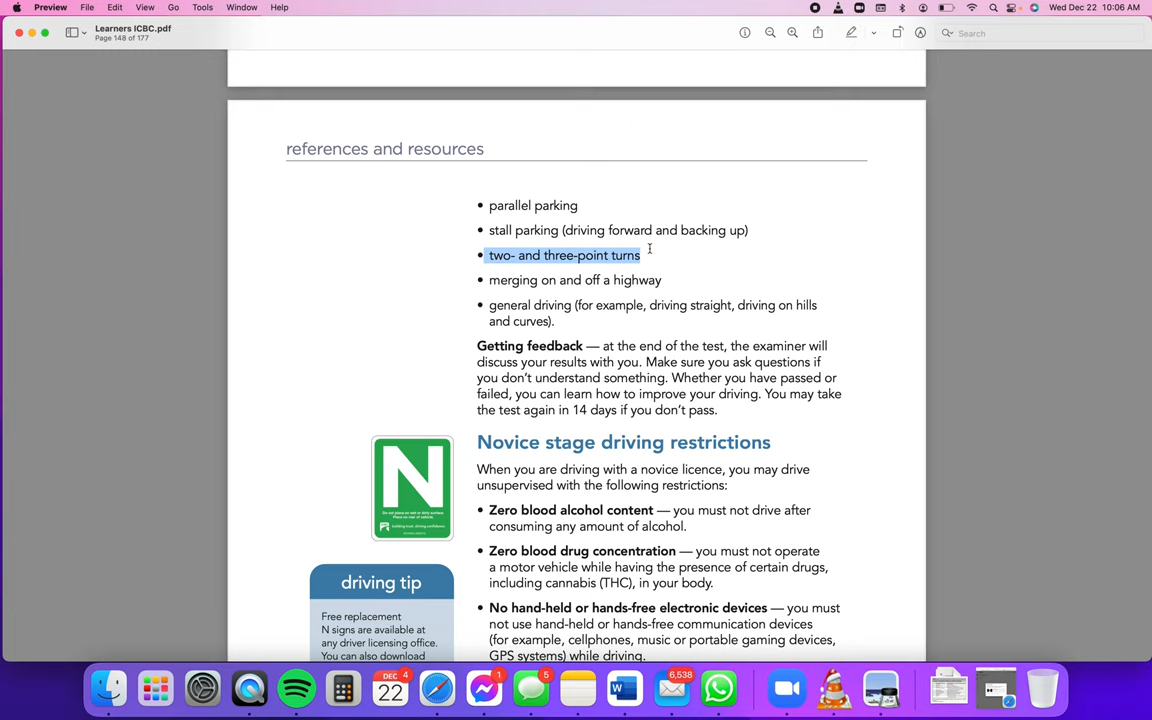 Preview File Edit View Go Tools Window Help
Wed Dec 22 10:06 AM
Learners ICBC.pdf
Page 148 of 177
Search
references and resources
• parallel parking
• stall parking (driving forward and backing up)
• two- and three-point turns
• merging on and off a highway
• general driving (for example, driving straight, driving on hills
and curves).
Getting feedback — at the end of the test, the examiner will
discuss your results with you. Make sure you ask questions if
you don't understand something. Whether you have passed or
failed, you can learn how to improve your driving. You may take
the test again in 14 days if you don't pass.
N
Novice stage driving restrictions
When you are driving with a novice licence, you may drive
unsupervised with the following restrictions:
• Zero blood alcohol content — you must not drive after
consuming any amount of alcohol.
• Zero blood drug concentration — you must not operate
a motor vehicle while having the presence of certain drugs,
including cannabis (THC), in your body.
• No hand-held or hands-free electronic devices — you must
not use hand-held or hands-free communication devices
(for example, cellphones, music or portable gaming devices,
GPS systems) while driving.
driving tip
Free replacement
N signs are available at
any driver licensing office.
You can also download
DEC 4
22
1
5
W
6,538